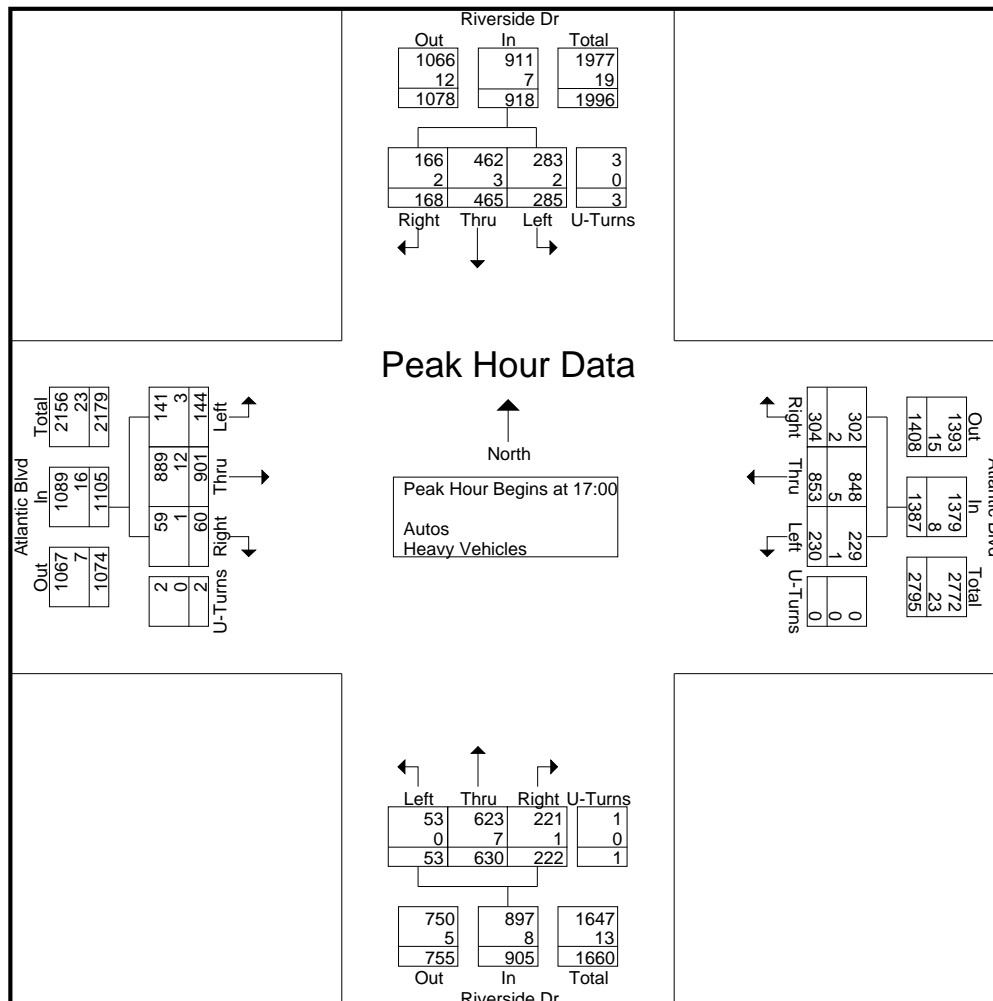 Riverside Dr
Out In Total
1066 911 1977
12 7 19
1078 918 1996
166 462 283 3
2 3 2 0
168 465 285 3
Right Thru Left U-Turns
Peak Hour Data
North
Peak Hour Begins at 17:00
Autos
Heavy Vehicles
Atlantic Blvd
Out In Total
1067 1089 2156
7 16 23
1074 1105 2179
59 889 141
1 12 3
60 901 144
Right Thru Left
2
0
2
U-Turns
Atlantic Blvd
Out In Total
1393 1379 2772
15 8 23
1408 1387 2795
302 848 229 0
2 5 1 0
304 853 230 0
Right Thru Left U-Turns
Left Thru Right U-Turns
53 623 221 1
0 7 1 0
53 630 222 1
750 897 1647
5 8 13
755 905 1660
Out In Total
Riverside Dr